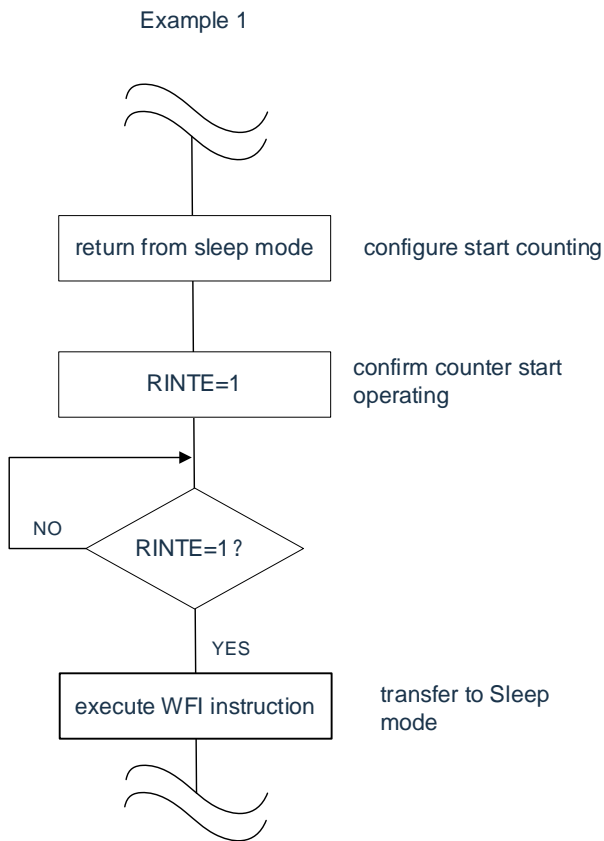 Example 1
return from sleep mode
configure start counting
RINTE=1
confirm counter start
operating
NO
RINTE=1?
YES
execute WFI instruction
transfer to Sleep
mode